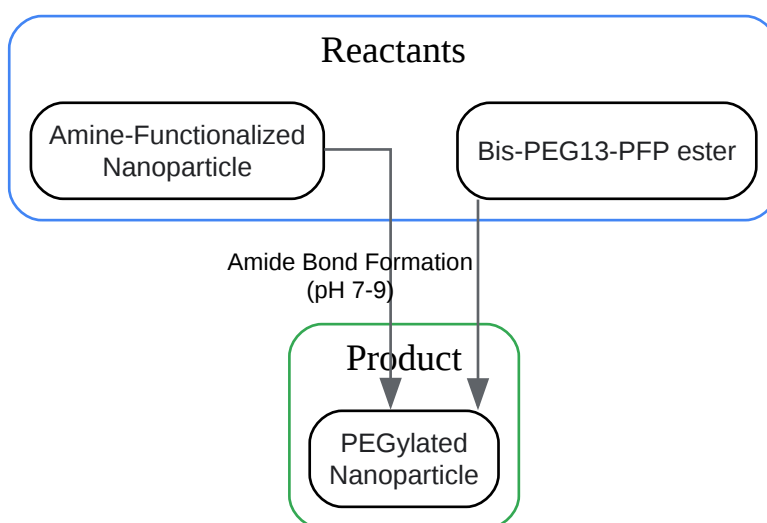 Reactants
Amine-Functionalized
Nanoparticle
Bis-PEG13-PFP ester
Amide Bond Formation
(pH 7-9)
Product
PEGylated
Nanoparticle